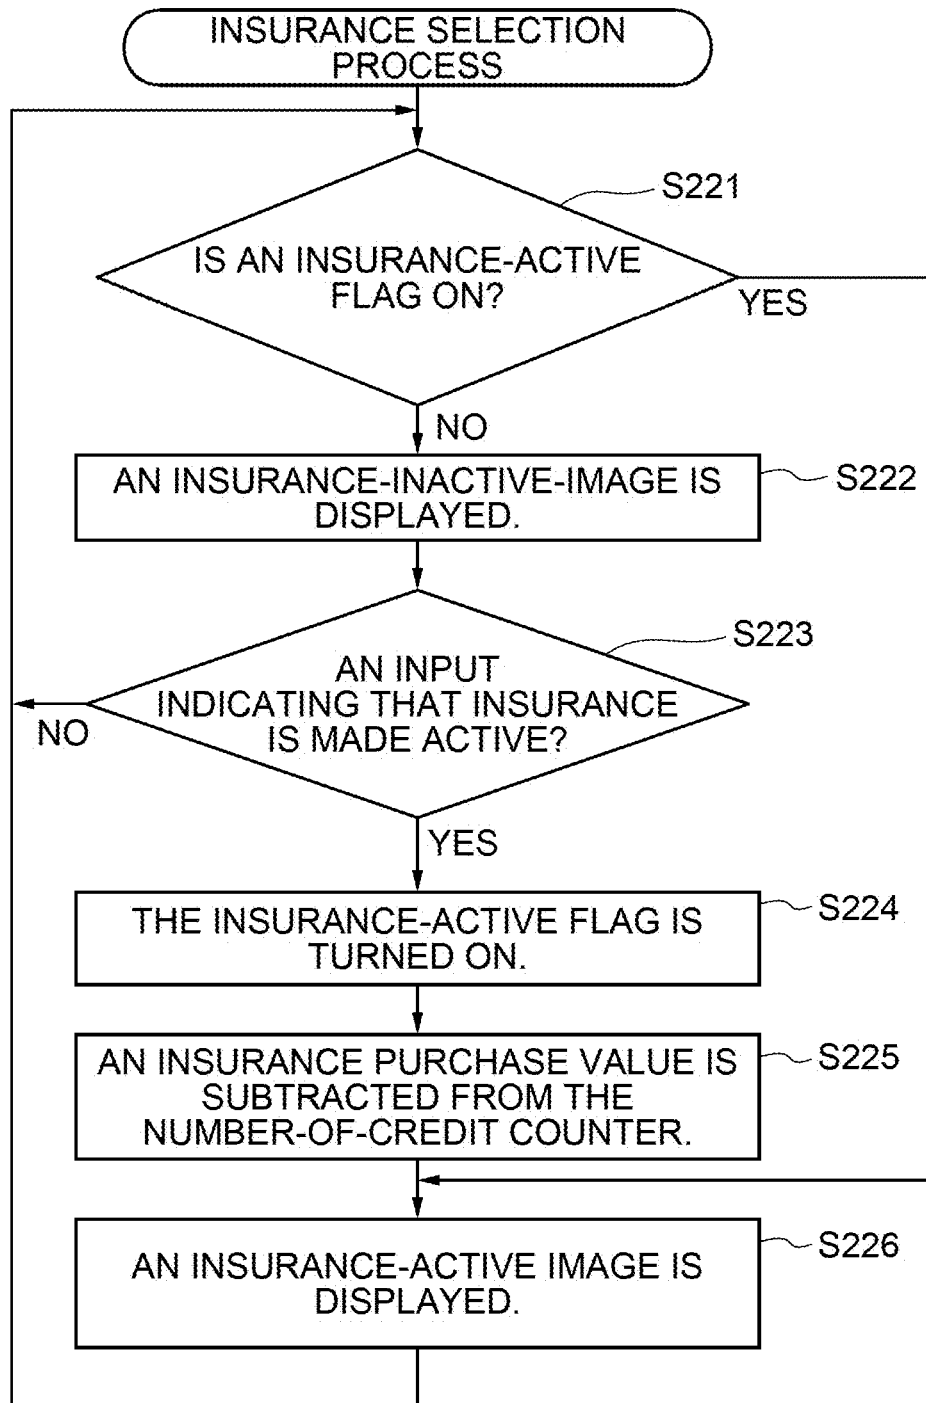 INSURANCE SELECTION
PROCESS
S221
IS AN INSURANCE-ACTIVE
FLAG ON?
YES
NO
AN INSURANCE-INACTIVE-IMAGE IS
DISPLAYED.
S222
S223
AN INPUT
INDICATING THAT INSURANCE
IS MADE ACTIVE?
NO
YES
THE INSURANCE-ACTIVE FLAG IS
TURNED ON.
S224
AN INSURANCE PURCHASE VALUE IS
SUBTRACTED FROM THE
NUMBER-OF-CREDIT COUNTER.
S225
AN INSURANCE-ACTIVE IMAGE IS
DISPLAYED.
S226